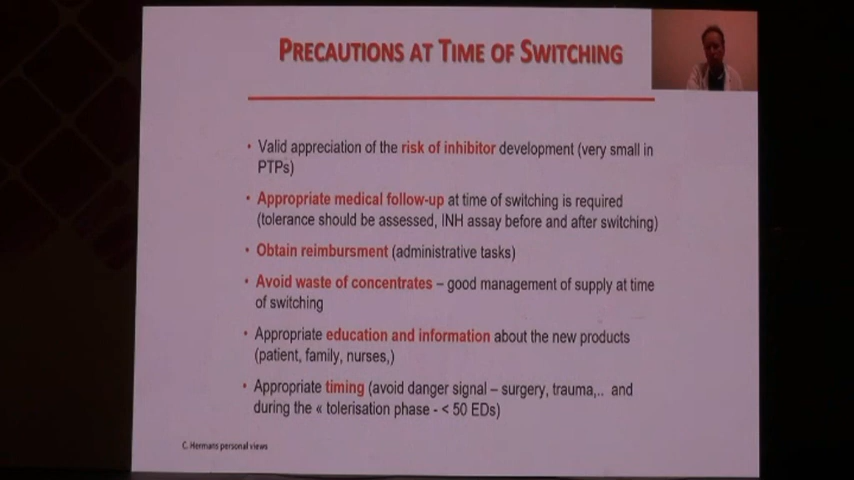 PRECAUTIONS AT TIME OF SWITCHING
• Valid appreciation of the risk of inhibitor development (very small in
PTPs)
• Appropriate medical follow-up at time of switching is required
(tolerance should be assessed, INH assay before and after switching)
• Obtain reimbursment (administrative tasks)
• Avoid waste of concentrates – good management of supply at time
of switching
• Appropriate education and information about the new products
(patient, family, nurses,)
• Appropriate timing (avoid danger signal – surgery, trauma,.. and
during the « tolerisation phase - < 50 EDs)
C. Hermans personal views